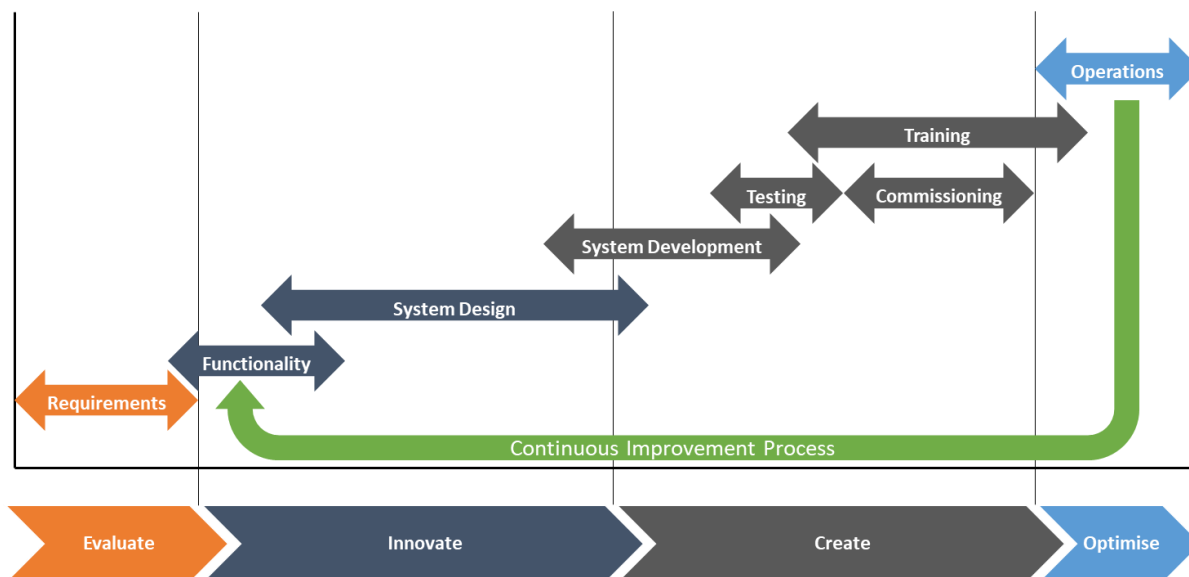 Operations
Training
Testing
Commissioning
System Development
System Design
Functionality
Requirements
Continuous Improvement Process
Evaluate
Innovate
Create
Optimise